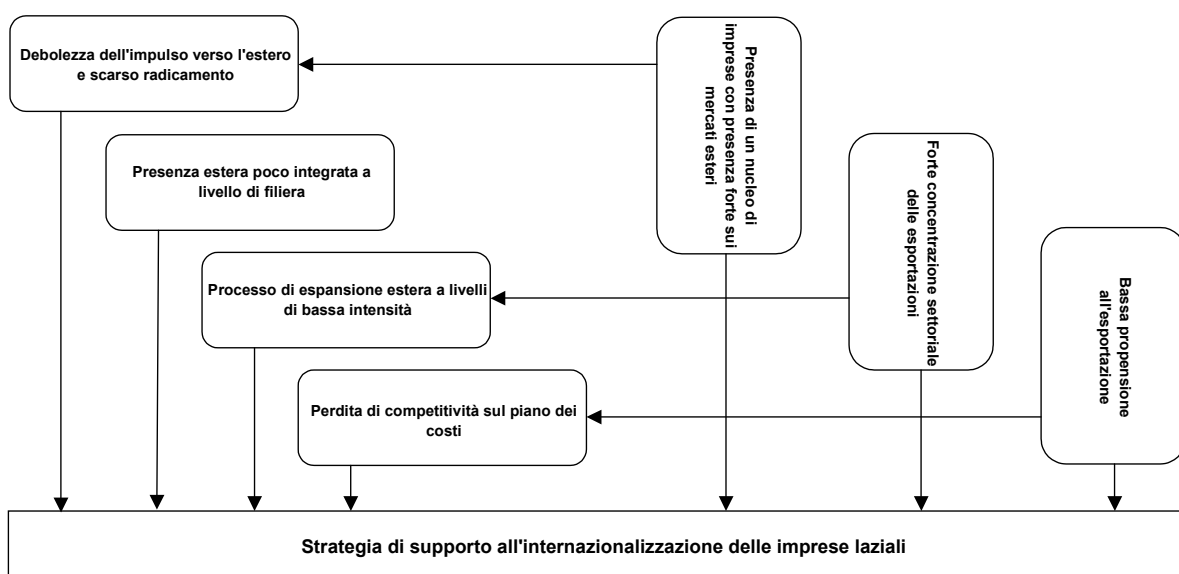 Debolezza dell'impulso verso l'estero
e scarso radicamento
Presenza estera poco integrata a
livello di filiera
Processo di espansione estera a livelli
di bassa intensità
Perdita di competitività sul piano dei
costi
Presenza di un nucleo di
imprese con presenza forte sui
mercati esteri
Forte concentrazione settoriale
delle esportazioni
Bassa propensione
all'esportazione
Strategia di supporto all'internazionalizzazione delle imprese laziali